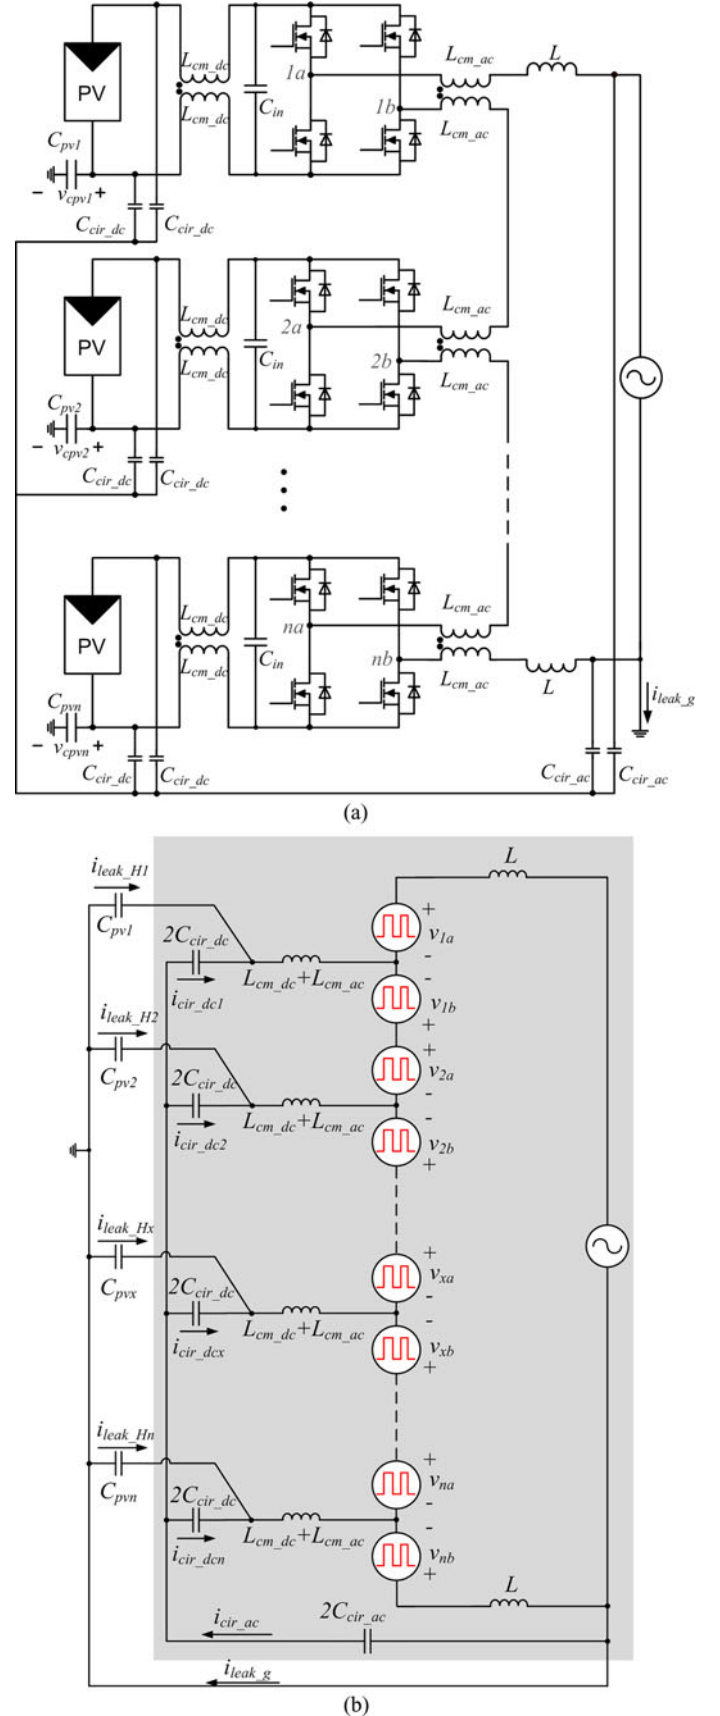 L_cm_dc
L_cm_ac
L
PV
1a
C_in
1b
L_cm_dc
L_cm_ac
C_pv1
- v_cpv1 +
C_cir_dc
C_cir_dc
L_cm_dc
L_cm_ac
2a
PV
C_in
2b
L_cm_dc
L_cm_ac
C_pv2
- v_cpv2 +
C_cir_dc
C_cir_dc
L_cm_dc
L_cm_ac
na
PV
C_in
nb
L_cm_dc
L_cm_ac
L
C_pvn
i_leak_g
- v_cpvn +
C_cir_dc
C_cir_dc
C_cir_ac
C_cir_ac
(a)
i_leak_H1
L
C_pv1
+
v_1a
-
2C_cir_dc
L_cm_dc+L_cm_ac
-
v_1b
+
i_cir_dc1
i_leak_H2
+
v_2a
-
C_pv2
2C_cir_dc
L_cm_dc+L_cm_ac
-
v_2b
+
i_cir_dc2
i_leak_Hx
+
v_xa
-
C_pvx
2C_cir_dc
L_cm_dc+L_cm_ac
-
v_xb
+
i_cir_dcx
i_leak_Hn
+
v_na
-
C_pvn
2C_cir_dc
L_cm_dc+L_cm_ac
-
v_nb
+
i_cir_dcn
L
i_cir_ac
2C_cir_ac
i_leak_g
(b)